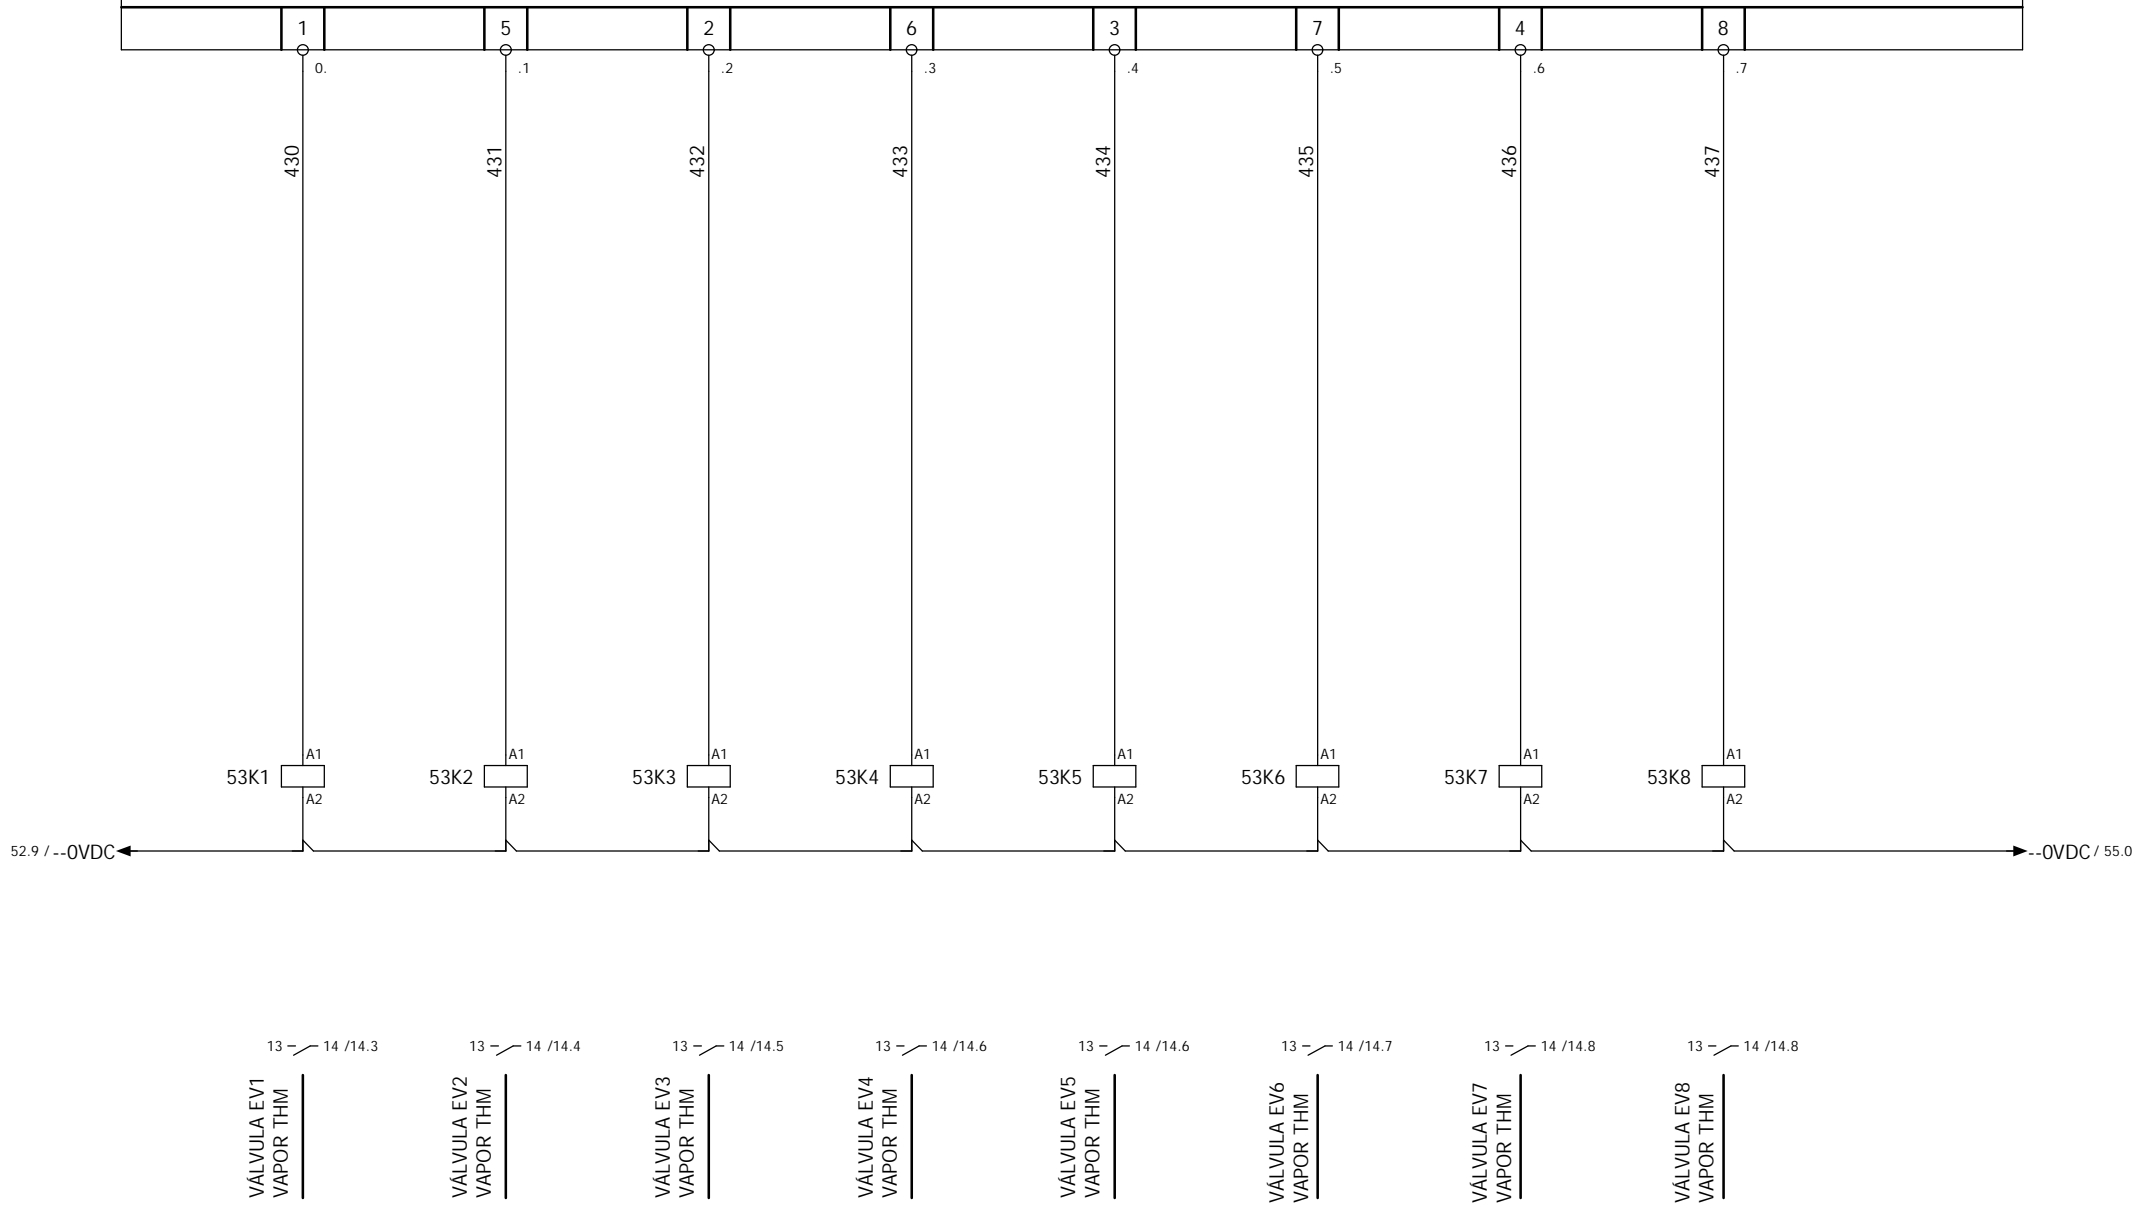 1 5 2 6 3 7 4 8
0. .1 .2 .3 .4 .5 .6 .7
430 431 432 433 434 435 436 437
A1 A1 A1 A1 A1 A1 A1 A1
53K1 53K2 53K3 53K4 53K5 53K6 53K7 53K8
A2 A2 A2 A2 A2 A2 A2 A2
52.9 / --0VDC --0VDC / 55.0
13 14 /14.3 13 14 /14.4 13 14 /14.5 13 14 /14.6 13 14 /14.6 13 14 /14.7 13 14 /14.8 13 14 /14.8
VÁLVULA EV1
VAPOR THM
VÁLVULA EV2
VAPOR THM
VÁLVULA EV3
VAPOR THM
VÁLVULA EV4
VAPOR THM
VÁLVULA EV5
VAPOR THM
VÁLVULA EV6
VAPOR THM
VÁLVULA EV7
VAPOR THM
VÁLVULA EV8
VAPOR THM